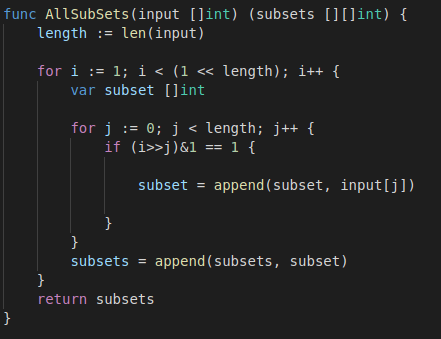 func AllSubSets(input []int) (subsets [][]int) {
    length := len(input)

    for i := 1; i < (1 << length); i++ {
        var subset []int

        for j := 0; j < length; j++ {
            if (i>>j)&1 == 1 {

                subset = append(subset, input[j])

            }
        }
        subsets = append(subsets, subset)
    }
    return subsets
}